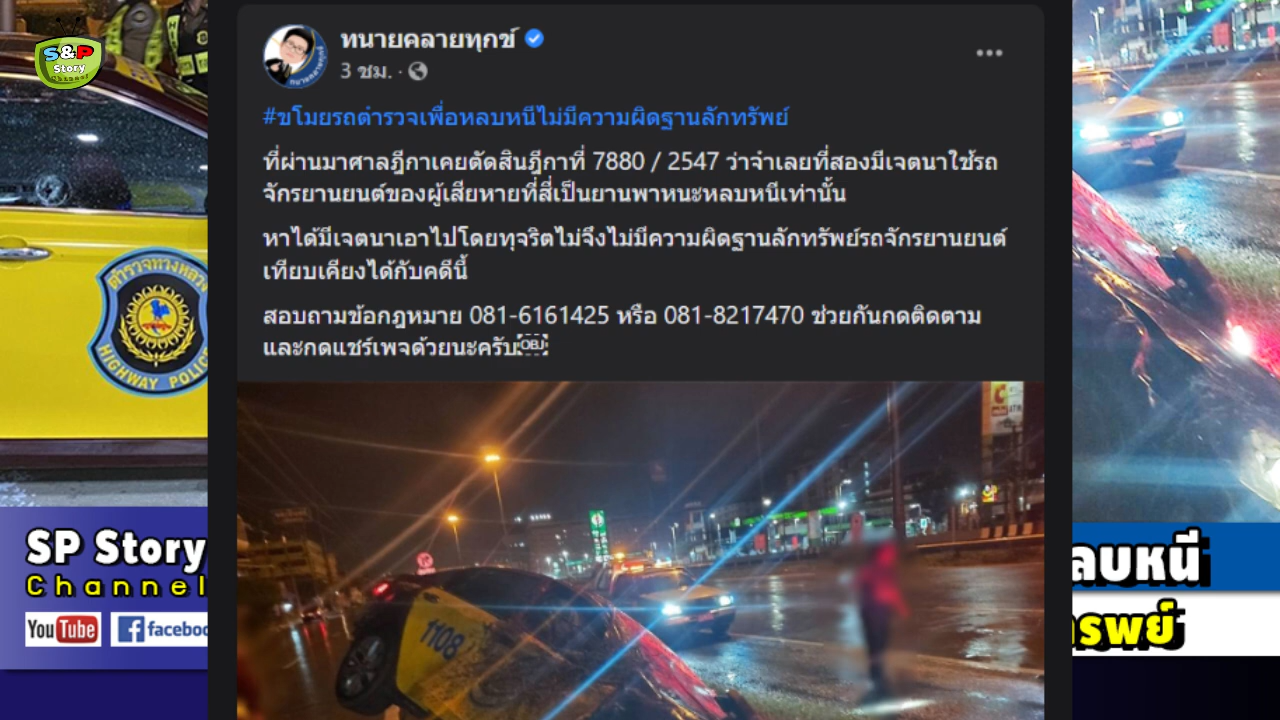 S&P
Story
Channel
ทนายคลายทุกข์
3 ชม. ·
#ขโมยรถตำรวจเพื่อหลบหนีไม่มีความผิดฐานลักทรัพย์
ที่ผ่านมาศาลฎีกาเคยตัดสินฎีกาที่ 7880 / 2547 ว่าจำเลยที่สองมีเจตนาใช้รถ
จักรยานยนต์ของผู้เสียหายที่สี่เป็นยานพาหนะหลบหนีเท่านั้น
หาได้มีเจตนาเอาไปโดยทุจริตไม่จึงไม่มีความผิดฐานลักทรัพย์รถจักรยานยนต์
เทียบเคียงได้กับคดีนี้
สอบถามข้อกฎหมาย 081-6161425 หรือ 081-8217470 ช่วยกันกดติดตาม
และกดแชร์เพจด้วยนะครับ
ตำรวจทางหลวง
HIGHWAY POLICE
1108
SP Story
Channel
YouTube
faceboo
ลบหนี
ทรพย์